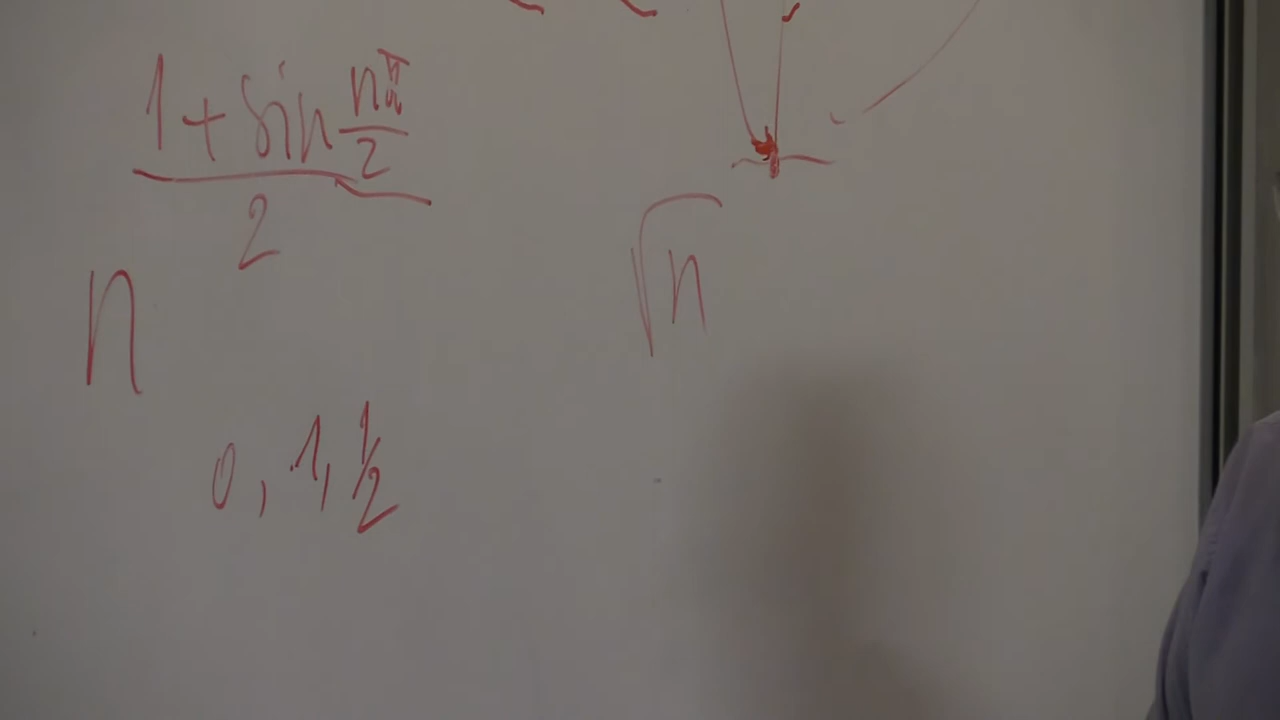 1 + sin nπ/2
2
n
√n
0, 1, 1/2